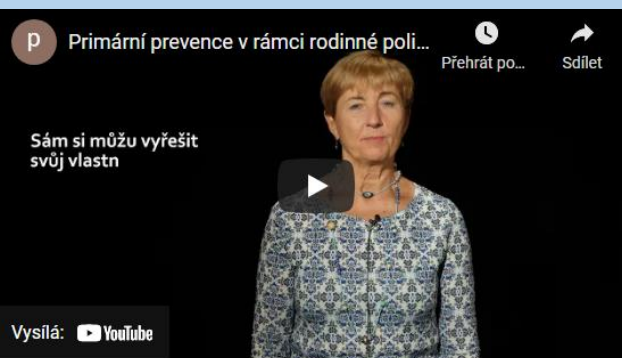 p
Primární prevence v rámci rodinné poli...
Přehrát po...
Sdílet
Sám si můžu vyřešit
svůj vlastn
Vysílá: YouTube